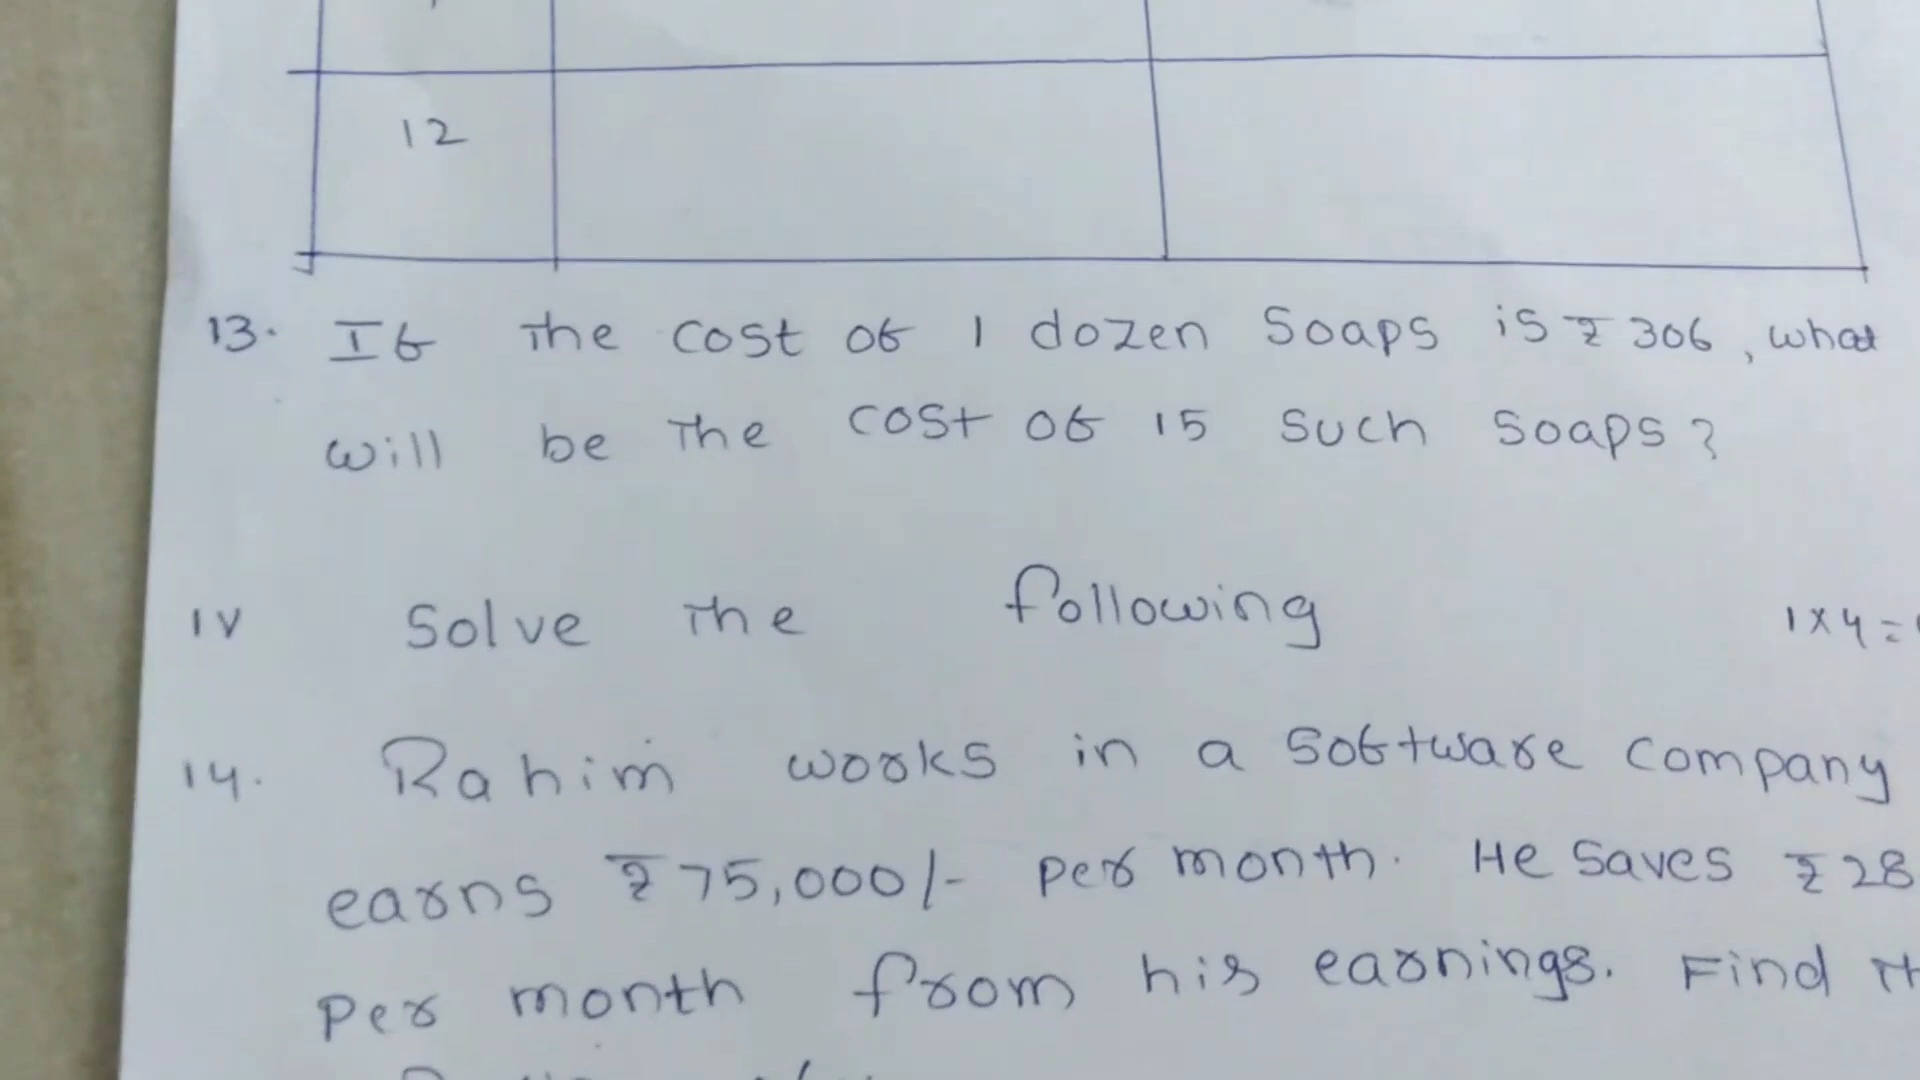 12
13. If the cost of 1 dozen Soaps is ₹ 306, what
will be the cost of 15 such soaps?
IV Solve the following 1x4=
14. Rahim works in a software company
earns ₹75,000/- per month. He saves ₹28
per month from his earnings. Find